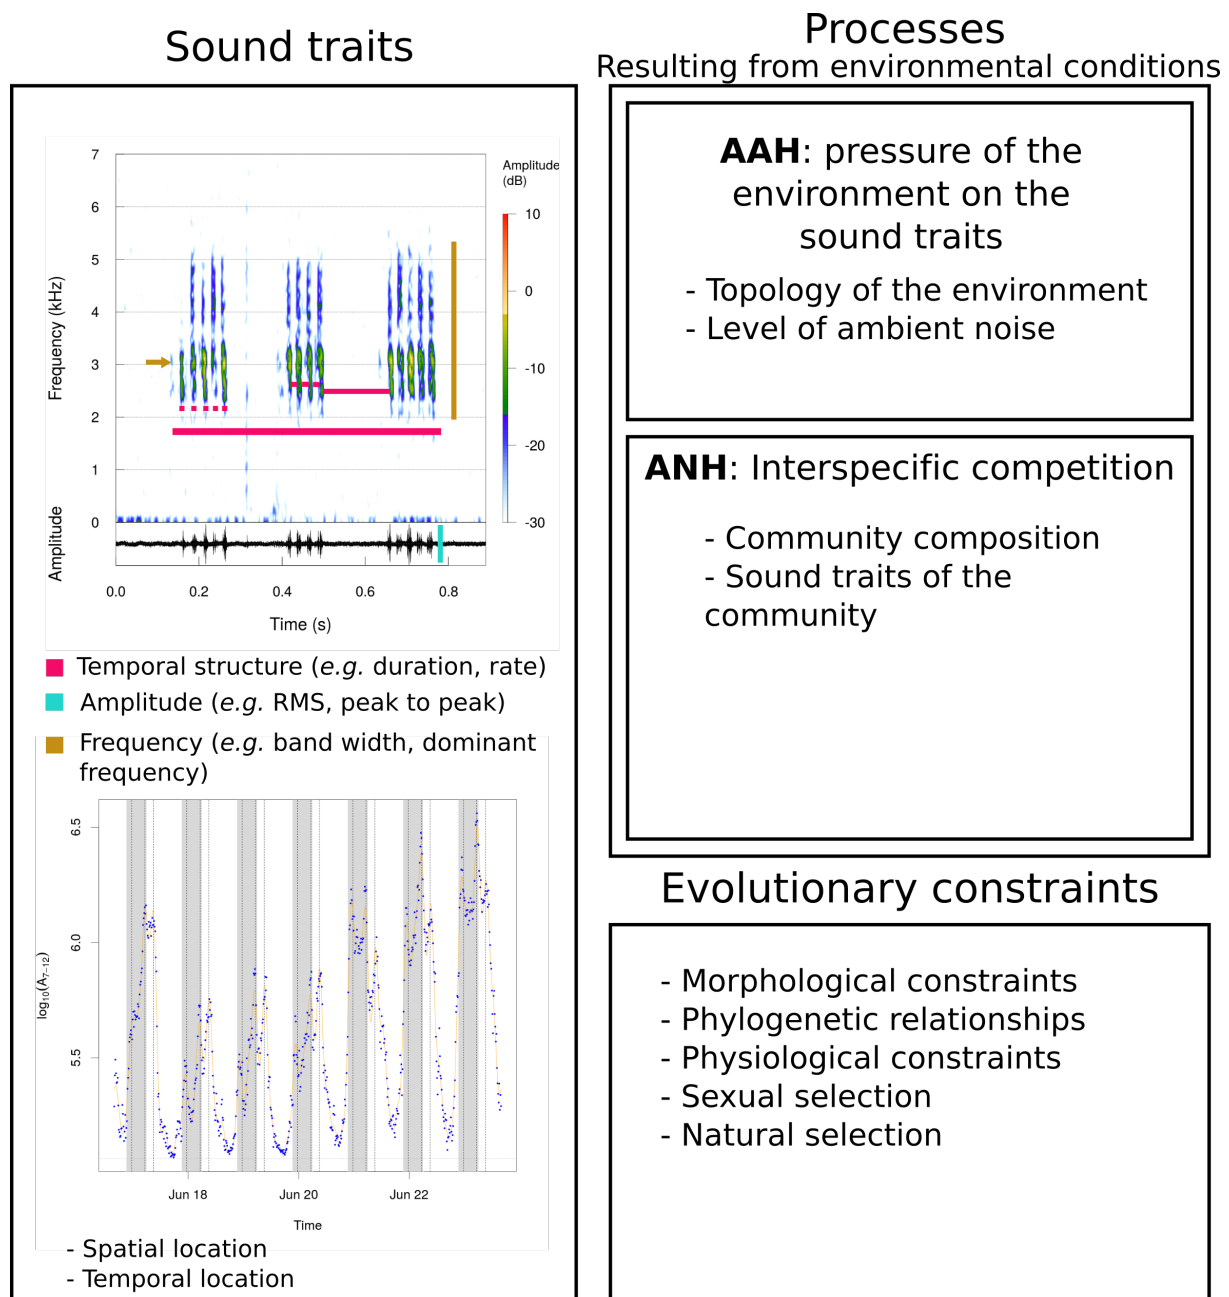 Sound traits
7
6
5
4
3
2
1
0
Frequency (kHz)
Amplitude
Amplitude
(dB)
10
0
-10
-20
-30
0.0 0.2 0.4 0.6 0.8
Time (s)
Temporal structure (e.g. duration, rate)
Amplitude (e.g. RMS, peak to peak)
Frequency (e.g. band width, dominant
frequency)
6.5
6.0
5.5
log10(A7−12)
Jun 18 Jun 20 Jun 22
Time
- Spatial location
- Temporal location
Processes
Resulting from environmental conditions
AAH: pressure of the
environment on the
sound traits
- Topology of the environment
- Level of ambient noise
ANH: Interspecific competition
- Community composition
- Sound traits of the
community
Evolutionary constraints
- Morphological constraints
- Phylogenetic relationships
- Physiological constraints
- Sexual selection
- Natural selection